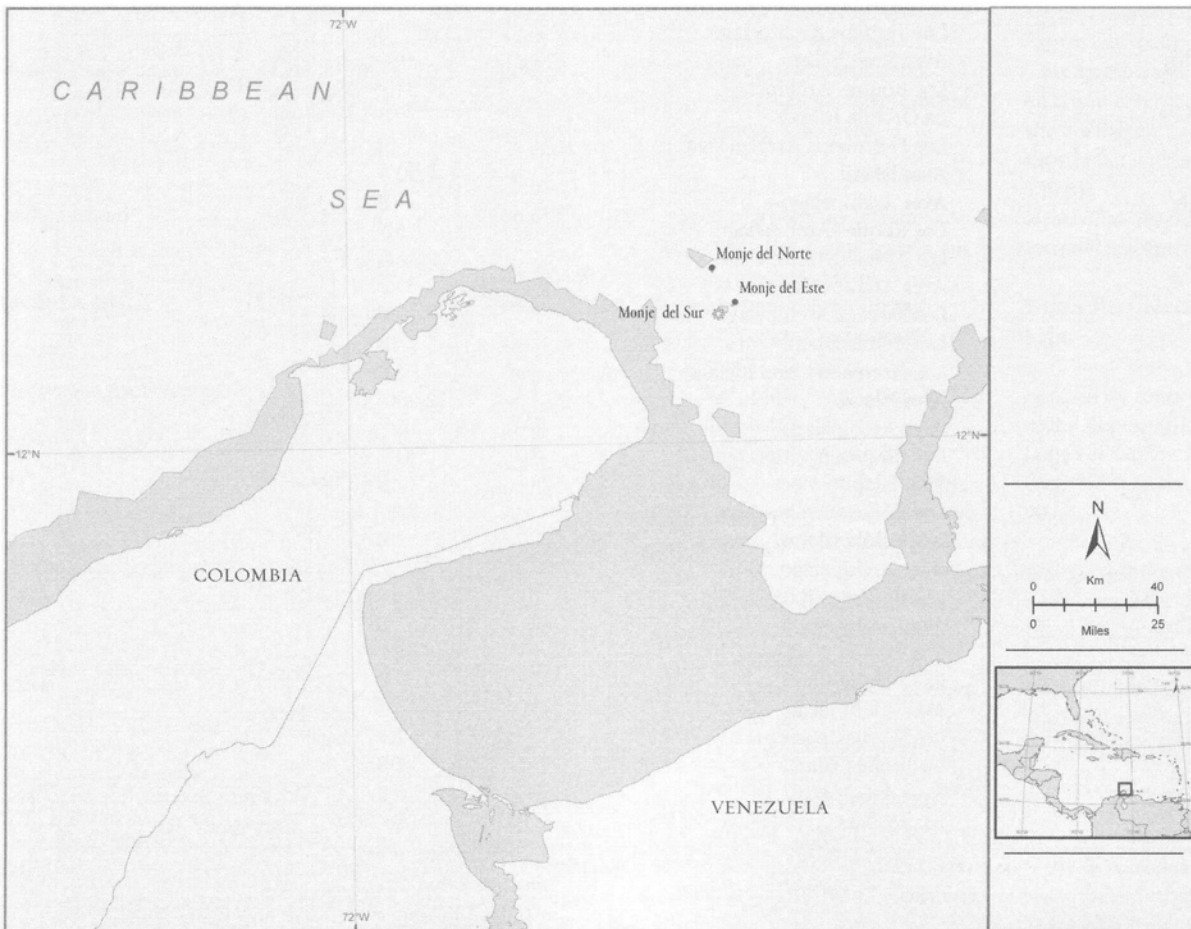 72°W
CARIBBEAN
SEA
Monje del Norte
Monje del Este
Monje del Sur
12°N
12°N
N
Km
0 40
0 25
Miles
COLOMBIA
VENEZUELA
72°W